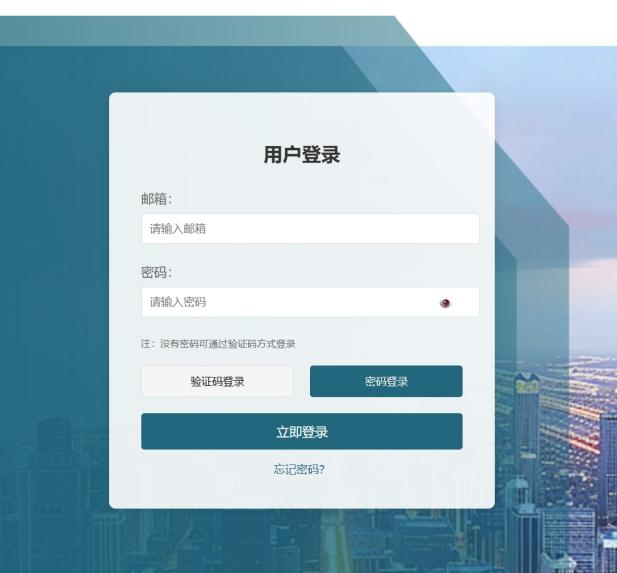 用户登录
邮箱：
请输入邮箱
密码：
请输入密码
注：没有密码可通过验证码方式登录
验证码登录 密码登录
立即登录
忘记密码？